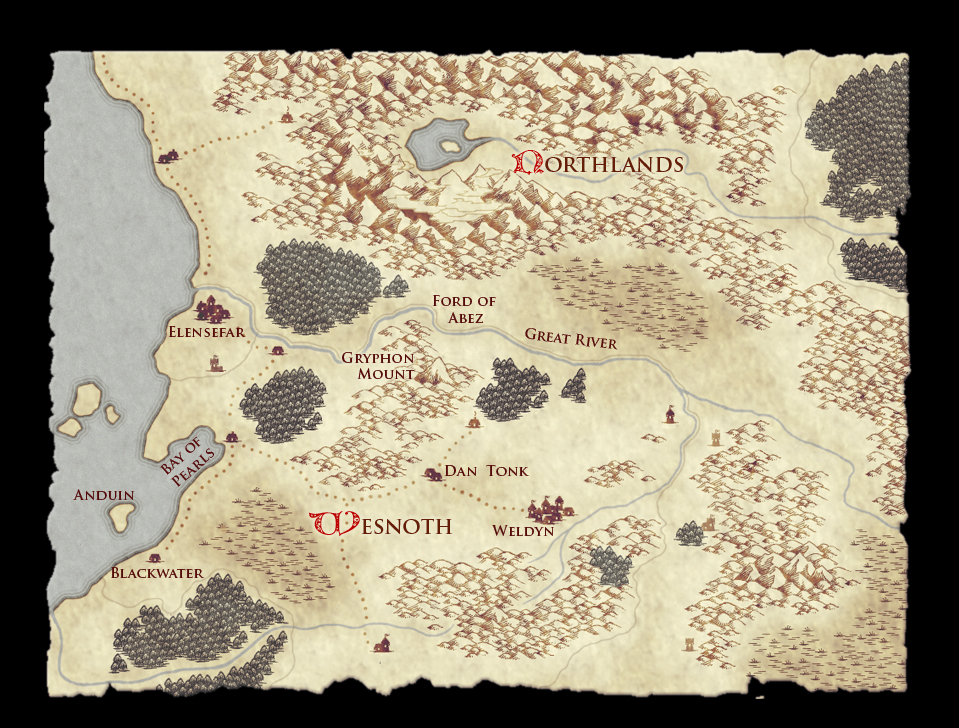 Northlands
Ford of
Abez
Elensefar
Great River
Gryphon
Mount
Bay of
Pearls
Dan Tonk
Anduin
Wesnoth
Weldyn
Blackwater